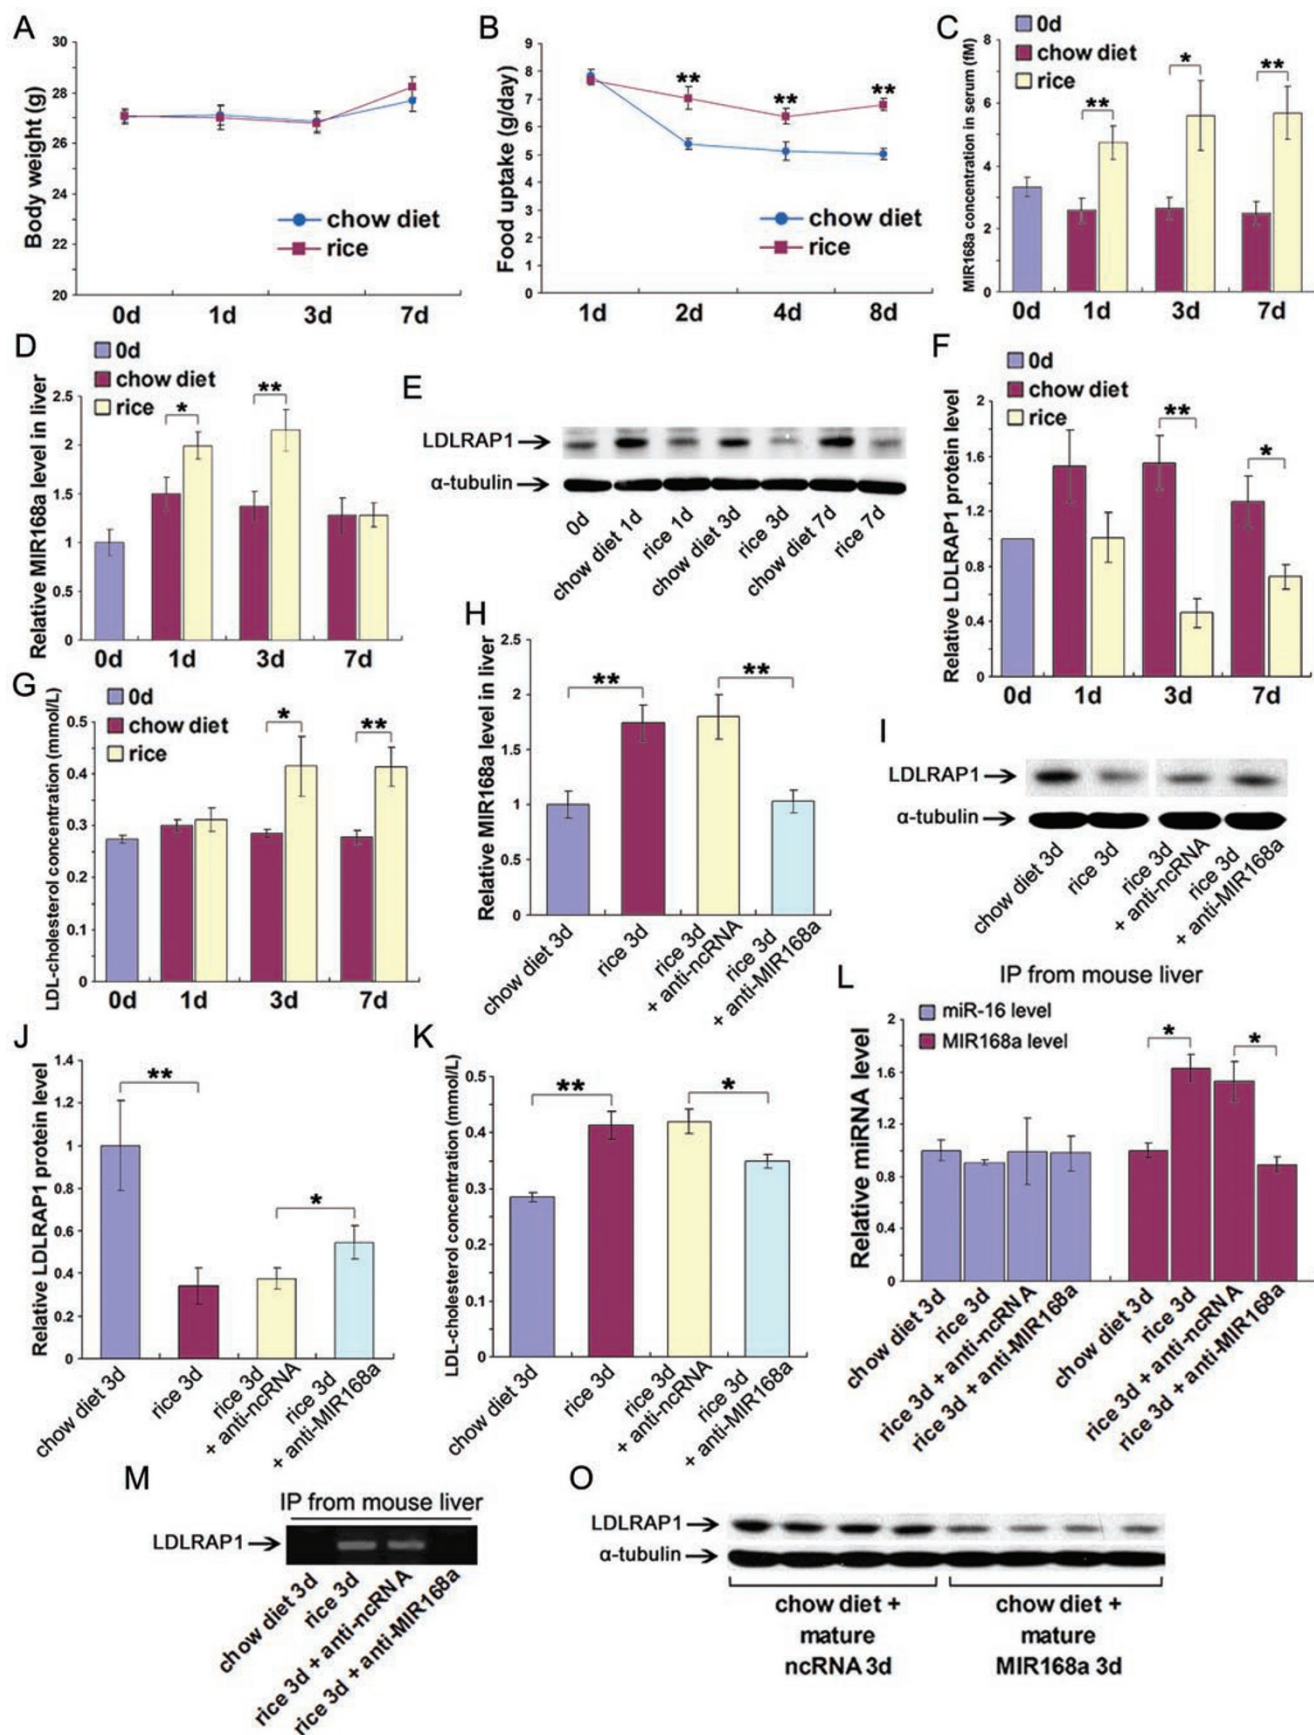 A
Body weight (g)
30
28
26
24
22
20
chow diet
rice
0d 1d 3d 7d
B
Food uptake (g/day)
9
8
7
6
5
4
3
2
1
0
** ** **
chow diet
rice
1d 2d 4d 8d
C
0d
chow diet
rice
MIR168a concentration in serum (fM)
8
6
4
2
0
** * **
0d 1d 3d 7d
D
0d
chow diet
rice
Relative MIR168a level in liver
2.5
2
1.5
1
0.5
0
* **
0d 1d 3d 7d
E
LDLRAP1
α-tubulin
0d
chow diet 1d
rice 1d
chow diet 3d
rice 3d
chow diet 7d
rice 7d
F
0d
chow diet
rice
Relative LDLRAP1 protein level
2
1.6
1.2
0.8
0.4
0
** *
0d 1d 3d 7d
G
0d
chow diet
rice
LDL-cholesterol concentration (mmol/L)
0.5
0.4
0.3
0.2
0.1
0
* **
0d 1d 3d 7d
H
Relative MIR168a level in liver
2.5
2
1.5
1
0.5
0
** **
chow diet 3d
rice 3d
rice 3d
+ anti-ncRNA
rice 3d
+ anti-MIR168a
I
LDLRAP1
α-tubulin
chow diet 3d
rice 3d
rice 3d
+ anti-ncRNA
rice 3d
+ anti-MIR168a
J
Relative LDLRAP1 protein level
1.4
1.2
1
0.8
0.6
0.4
0.2
0
** *
chow diet 3d
rice 3d
rice 3d
+ anti-ncRNA
rice 3d
+ anti-MIR168a
K
LDL-cholesterol concentration (mmol/L)
0.5
0.4
0.3
0.2
0.1
0
** *
chow diet 3d
rice 3d
rice 3d
+ anti-ncRNA
rice 3d
+ anti-MIR168a
L
IP from mouse liver
miR-16 level
MIR168a level
Relative miRNA level
2
1.6
1.2
0.8
0.4
0
* *
chow diet 3d
rice 3d
rice 3d + anti-ncRNA
rice 3d + anti-MIR168a
chow diet 3d
rice 3d
rice 3d + anti-ncRNA
rice 3d + anti-MIR168a
M
IP from mouse liver
LDLRAP1
chow diet 3d
rice 3d
rice 3d + anti-ncRNA
rice 3d + anti-MIR168a
O
LDLRAP1
α-tubulin
chow diet +
mature
ncRNA 3d
chow diet +
mature
MIR168a 3d